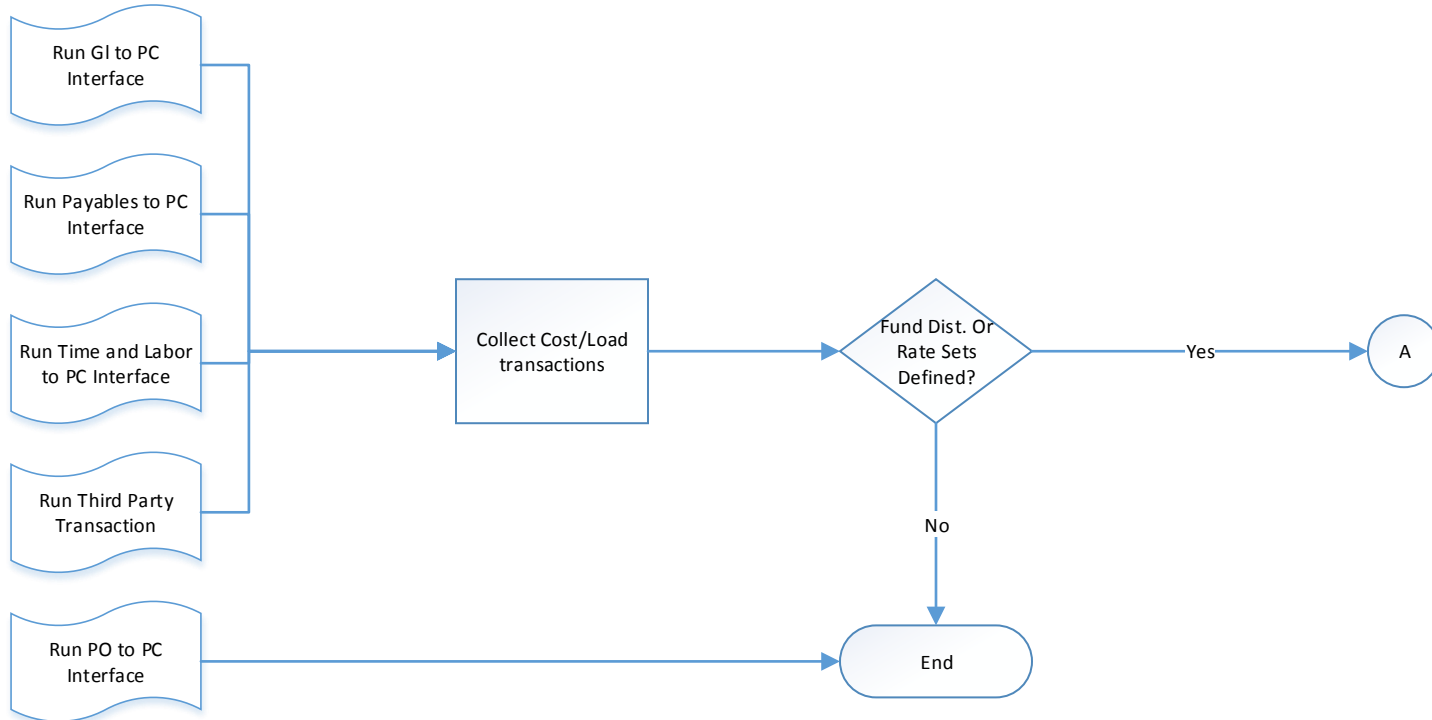 Run Gl to PC
Interface
Run Payables to PC
Interface
Run Time and Labor
to PC Interface
Run Third Party
Transaction
Run PO to PC
Interface
Collect Cost/Load
transactions
Fund Dist. Or
Rate Sets
Defined?
Yes
A
No
End